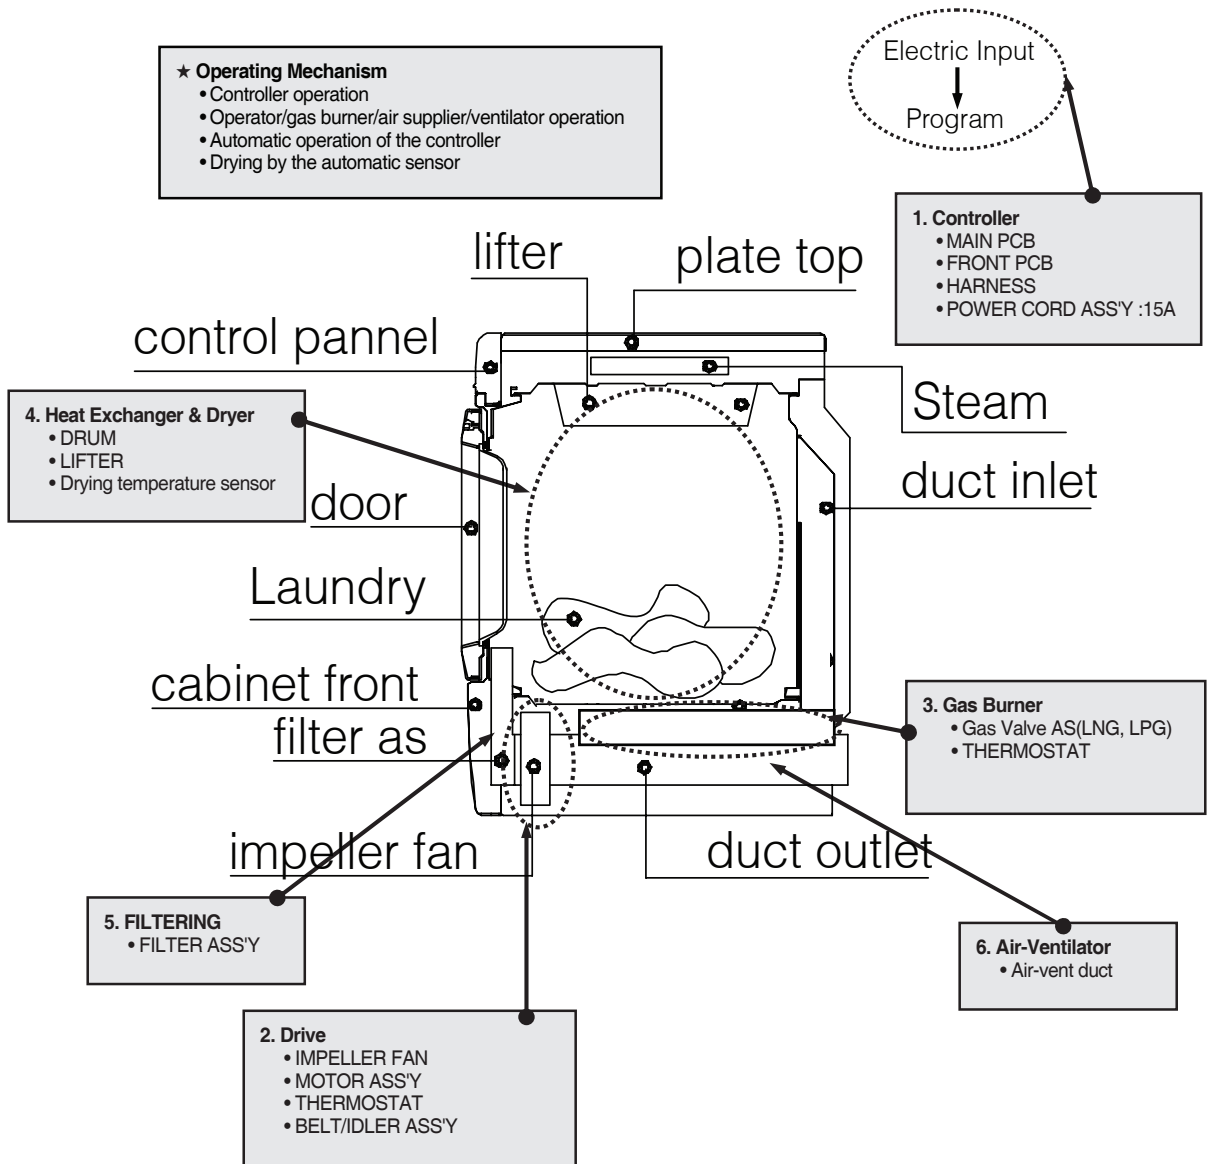 ★ Operating Mechanism
• Controller operation
• Operator/gas burner/air supplier/ventilator operation
• Automatic operation of the controller
• Drying by the automatic sensor
Electric Input
Program
1. Controller
• MAIN PCB
• FRONT PCB
• HARNESS
• POWER CORD ASS'Y :15A
lifter
plate top
control pannel
Steam
4. Heat Exchanger & Dryer
• DRUM
• LIFTER
• Drying temperature sensor
duct inlet
door
Laundry
cabinet front
filter as
3. Gas Burner
• Gas Valve AS(LNG, LPG)
• THERMOSTAT
impeller fan
duct outlet
5. FILTERING
• FILTER ASS'Y
6. Air-Ventilator
• Air-vent duct
2. Drive
• IMPELLER FAN
• MOTOR ASS'Y
• THERMOSTAT
• BELT/IDLER ASS'Y